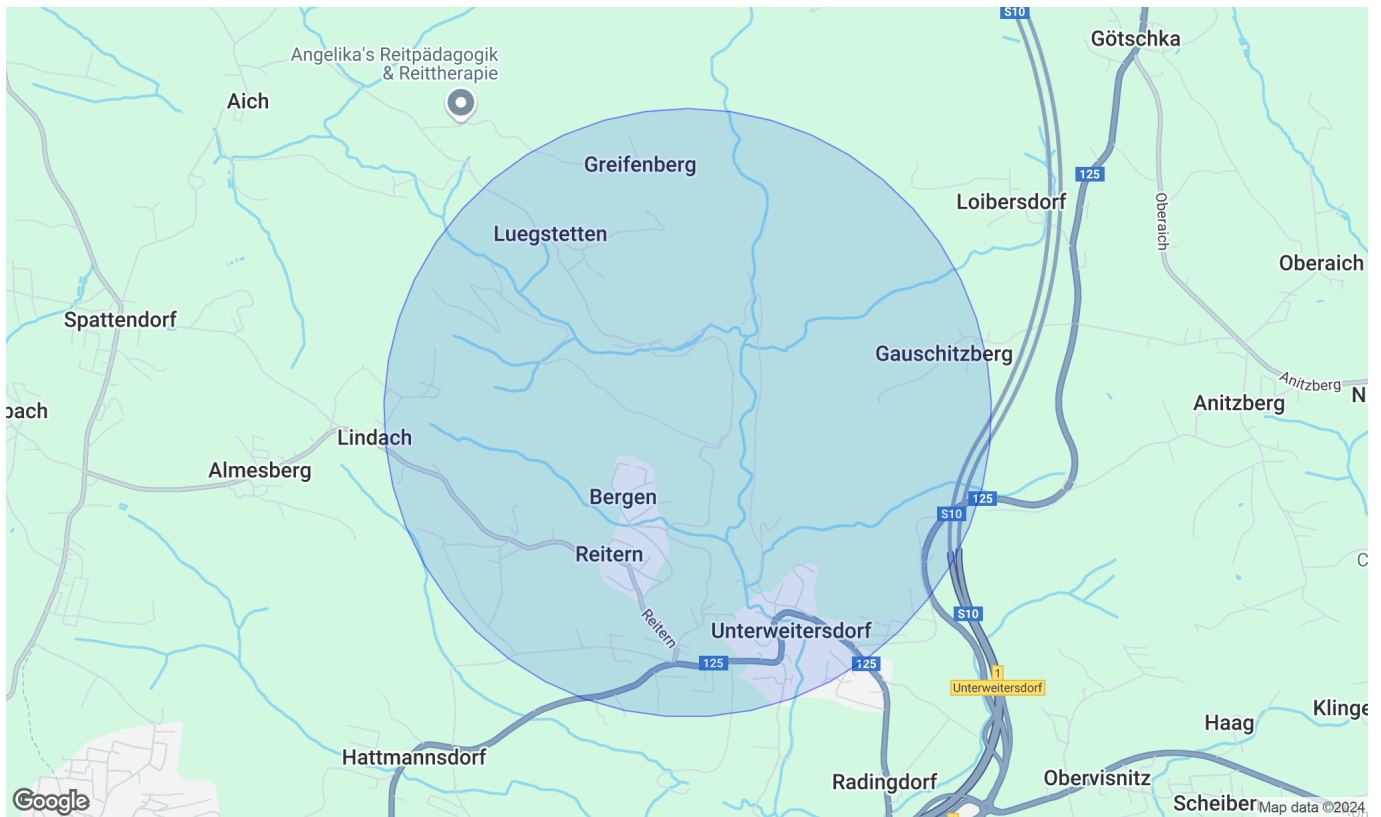 S10
Götschka
Angelika's Reitpädagogik
& Reittherapie
Aich
Greifenberg
125
Loibersdorf
Oberaich
Luegstetten
Oberaich
Spattendorf
Gauschitzberg
Anitzberg
Anitzberg
N
bach
Lindach
Almesberg
Bergen
125
S10
Reitern
C
S10
Reitern
Unterweitersdorf
125
125
1
Unterweitersdorf
Klinge
Haag
Hattmannsdorf
Radingdorf
Obervisnitz
Scheiber
Google
Map data ©2024